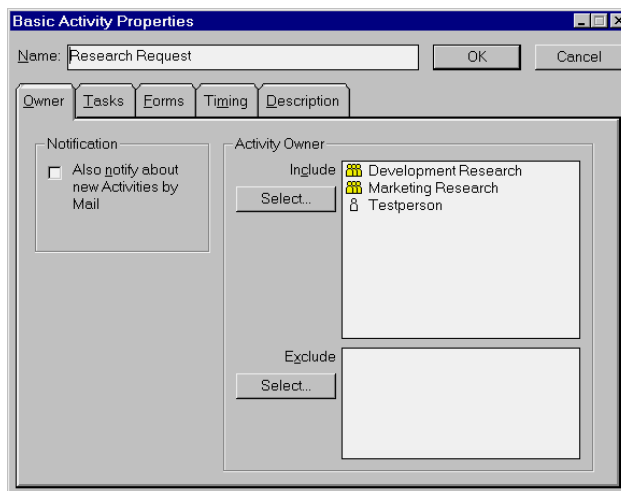 Basic Activity Properties
Name: Research Request
OK
Cancel
Owner
Tasks
Forms
Timing
Description
Notification
Also notify about
new Activities by
Mail
Activity Owner
Include
Select...
Development Research
Marketing Research
Testperson
Exclude
Select...